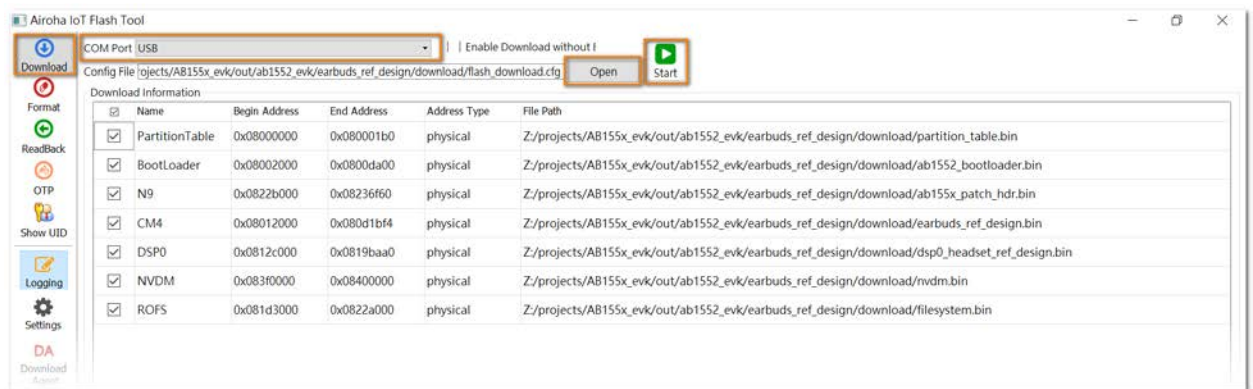 Airoha IoT Flash Tool
Download
COM Port USB
Enable Download without
Config File rojects/AB155x_evk/out/ab1552_evk/earbuds_ref_design/download/flash_download.cfg Open Start
Download Information
Name Begin Address End Address Address Type File Path
PartitionTable 0x08000000 0x080001b0 physical Z:/projects/AB155x_evk/out/ab1552_evk/earbuds_ref_design/download/partition_table.bin
BootLoader 0x08002000 0x0800da00 physical Z:/projects/AB155x_evk/out/ab1552_evk/earbuds_ref_design/download/ab1552_bootloader.bin
N9 0x0822b000 0x08236f60 physical Z:/projects/AB155x_evk/out/ab1552_evk/earbuds_ref_design/download/ab155x_patch_hdr.bin
CM4 0x08012000 0x080d1bf4 physical Z:/projects/AB155x_evk/out/ab1552_evk/earbuds_ref_design/download/earbuds_ref_design.bin
DSP0 0x0812c000 0x0819baa0 physical Z:/projects/AB155x_evk/out/ab1552_evk/earbuds_ref_design/download/dsp0_headset_ref_design.bin
NVDM 0x083f0000 0x08400000 physical Z:/projects/AB155x_evk/out/ab1552_evk/earbuds_ref_design/download/nvdm.bin
ROFS 0x081d3000 0x0822a000 physical Z:/projects/AB155x_evk/out/ab1552_evk/earbuds_ref_design/download/filesystem.bin
Format
ReadBack
OTP
Show UID
Logging
Settings
DA
Download
Agent